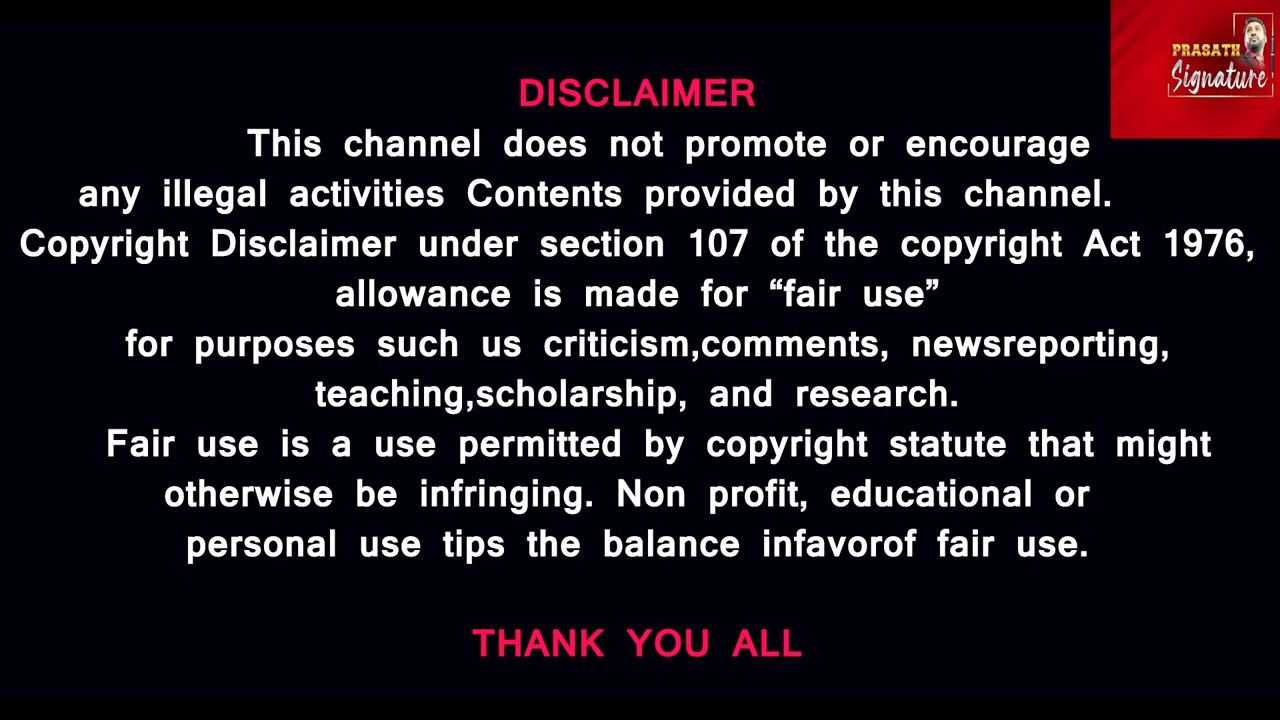 PRASATH
Signature
DISCLAIMER
This channel does not promote or encourage
any illegal activities Contents provided by this channel.
Copyright Disclaimer under section 107 of the copyright Act 1976,
allowance is made for “fair use”
for purposes such us criticism,comments, newsreporting,
teaching,scholarship, and research.
Fair use is a use permitted by copyright statute that might
otherwise be infringing. Non profit, educational or
personal use tips the balance infavorof fair use.
THANK YOU ALL